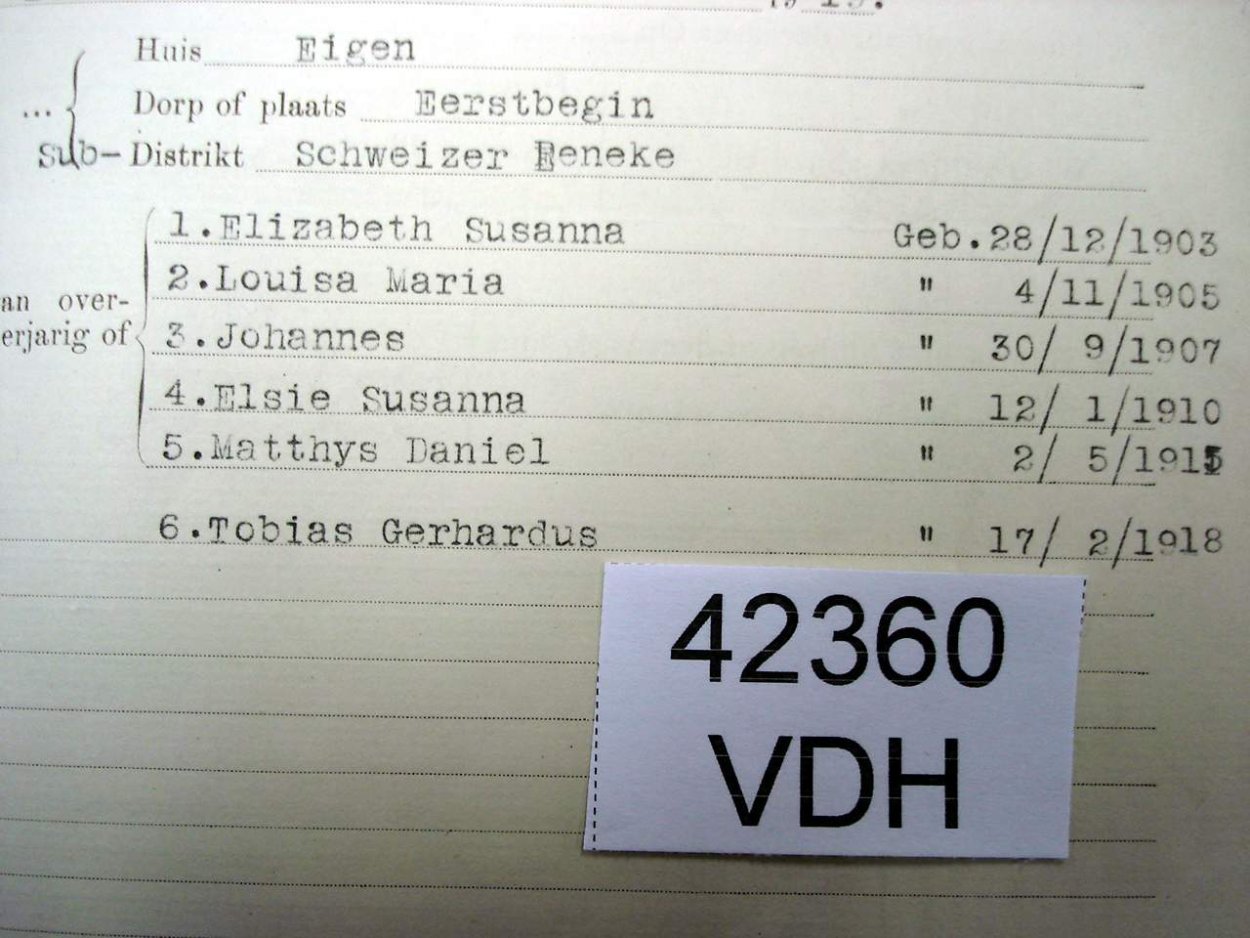 19 19.
Huis Eigen
... Dorp of plaats Eerstbegin
Sub-Distrikt Schweizer Reneke
1.Elizabeth Susanna Geb.28/12/1903
2.Louisa Maria " 4/11/1905
an over-
erjarig of 3.Johannes " 30/ 9/1907
4.Elsie Susanna " 12/ 1/1910
5.Matthys Daniel " 2/ 5/1915
6.Tobias Gerhardus " 17/ 2/1918
42360
VDH